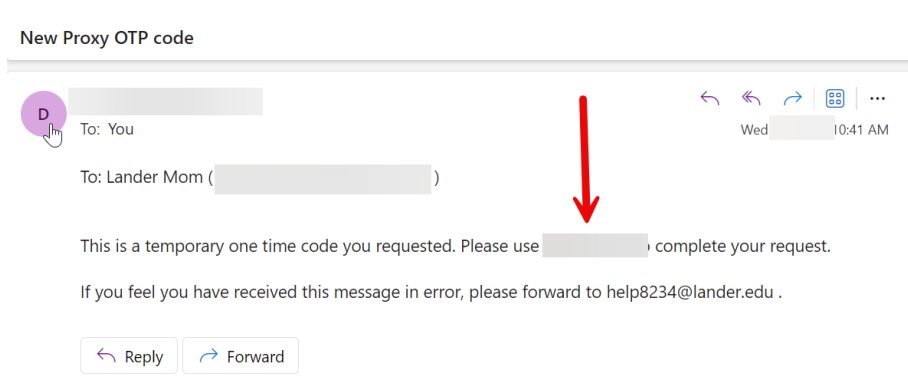 New Proxy OTP code
D
To: You
Wed 10:41 AM
To: Lander Mom ( )
This is a temporary one time code you requested. Please use complete your request.
If you feel you have received this message in error, please forward to help8234@lander.edu .
Reply Forward